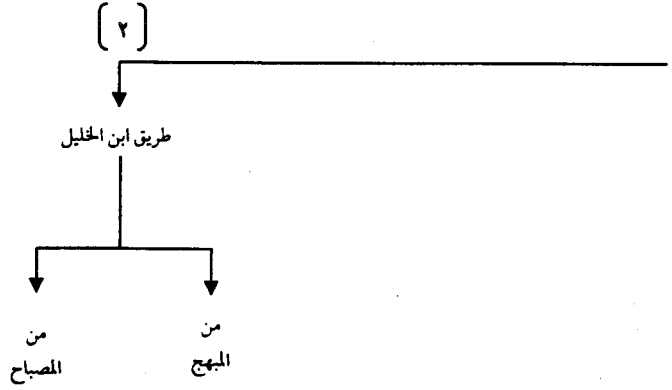 (٢)
طريق ابن الخليل
من
المبهج
من
المصباح